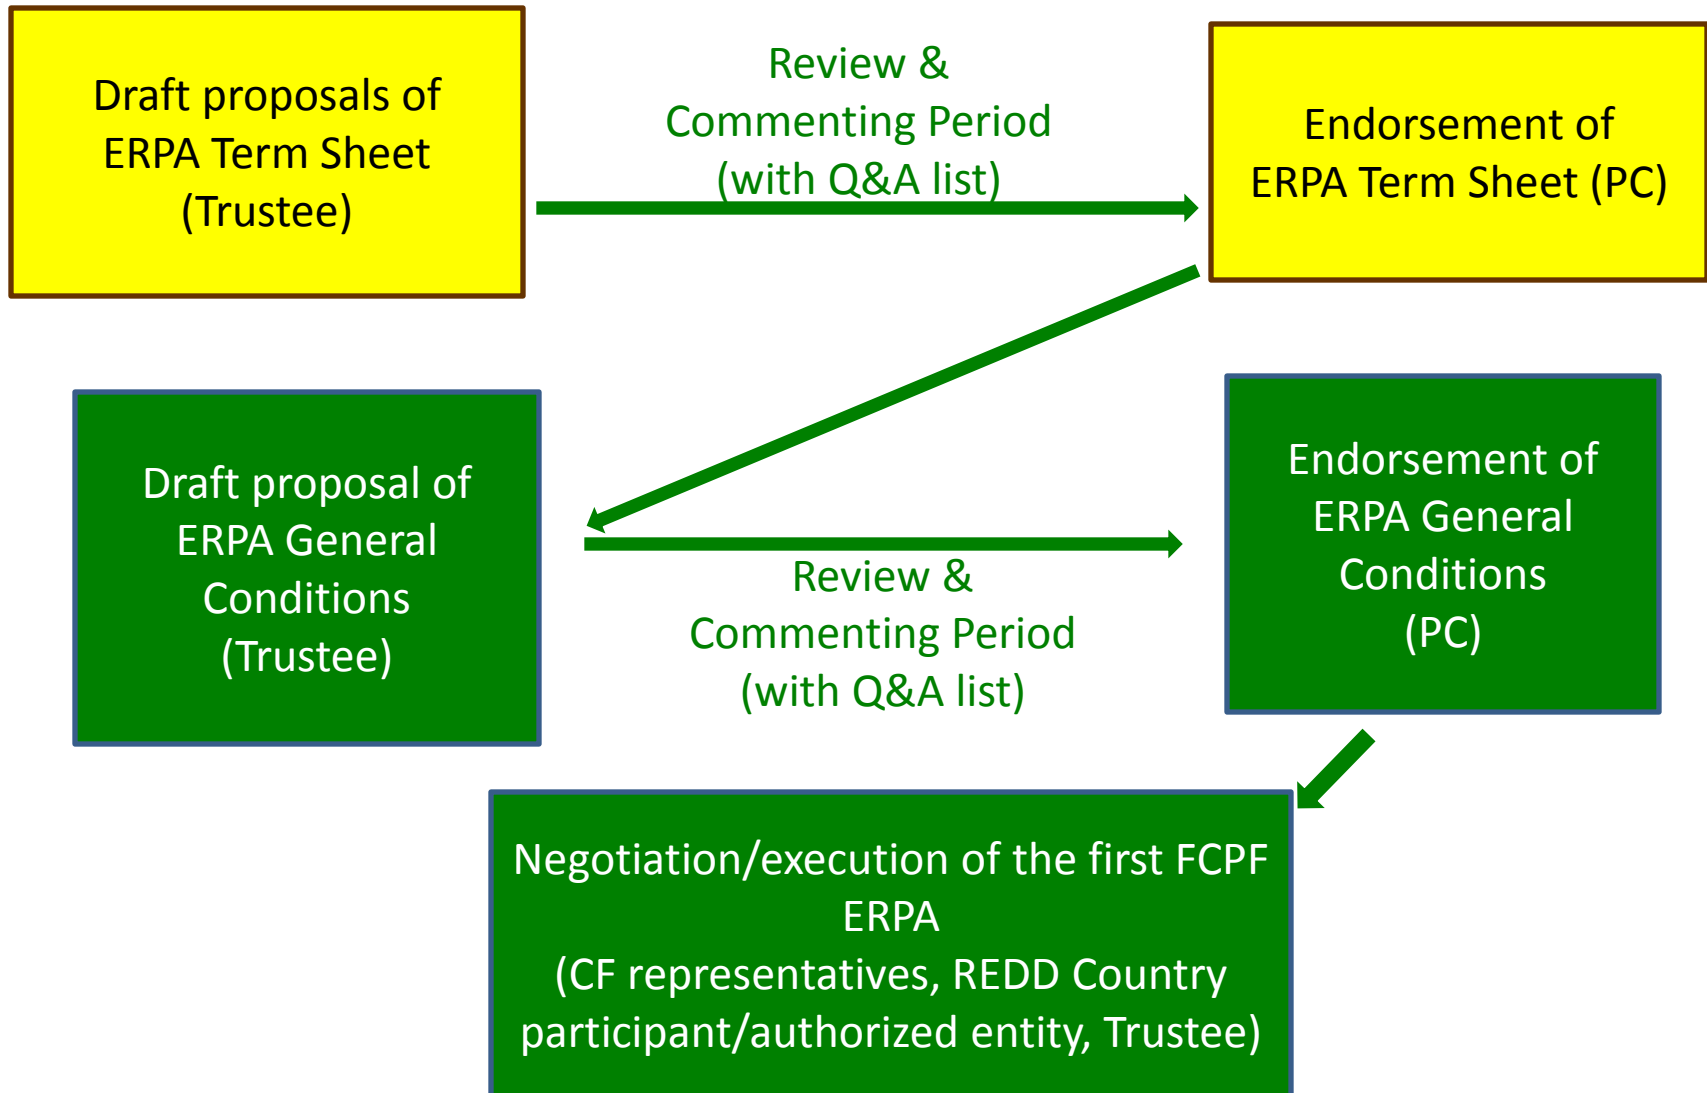 Draft proposals of
ERPA Term Sheet
(Trustee)
Review &
Commenting Period
(with Q&A list)
Endorsement of
ERPA Term Sheet (PC)
Draft proposal of
ERPA General
Conditions
(Trustee)
Review &
Commenting Period
(with Q&A list)
Endorsement of
ERPA General
Conditions
(PC)
Negotiation/execution of the first FCPF
ERPA
(CF representatives, REDD Country
participant/authorized entity, Trustee)